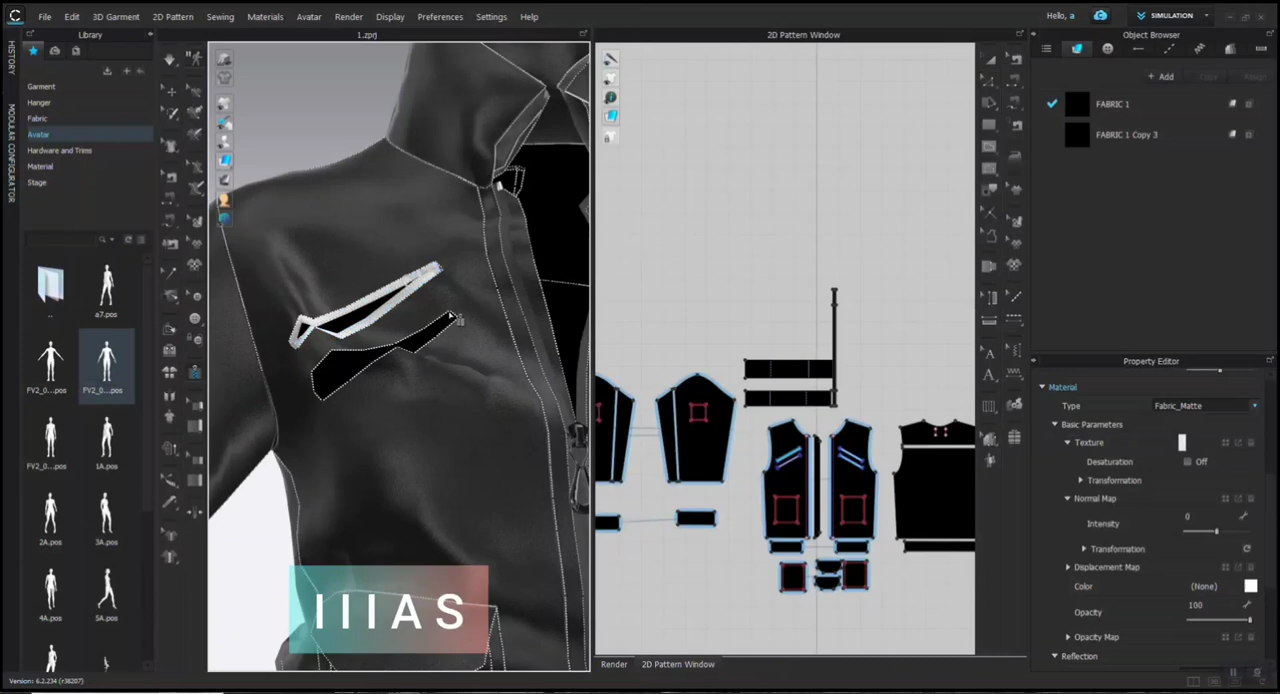 File Edit 3D Garment 2D Pattern Sewing Materials Avatar Render Display Preferences Settings Help
Hello, a
SIMULATION
HISTORY
MODULAR CONFIGURATOR
Library
Garment
Hanger
Fabric
Avatar
Hardware and Trims
Material
Stage
..
a7.pos
FV2_0....pos
FV2_0....pos
FV2_0....pos
1A.pos
2A.pos
3A.pos
4A.pos
5A.pos
Version: 6.2.234 (r38207)
1.zprj
IIIAS
2D Pattern Window
Render
2D Pattern Window
Object Browser
+ Add
FABRIC 1
FABRIC 1 Copy 3
Property Editor
Material
Type Fabric_Matte
Basic Parameters
Texture
Desaturation Off
Transformation
Normal Map
Intensity 0
Transformation
Displacement Map
Color (None)
Opacity 100
Opacity Map
Reflection